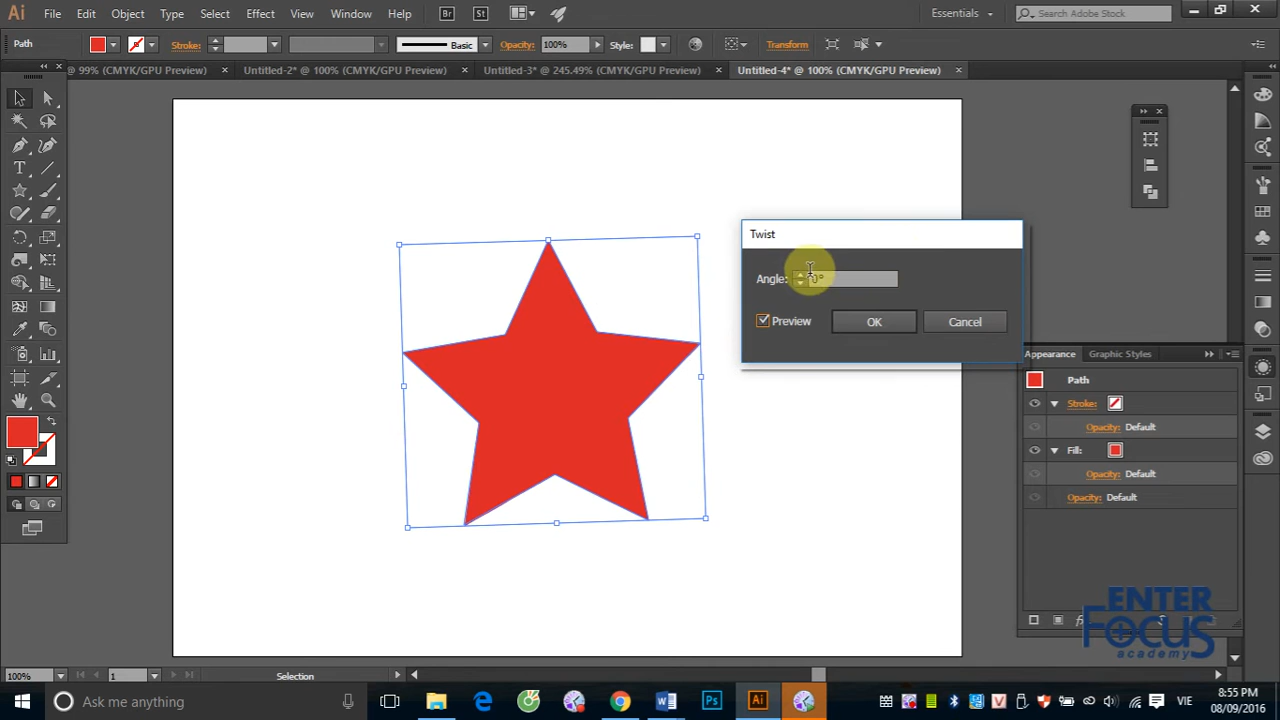 Ai File Edit Object Type Select Effect View Window Help Br St Essentials Search Adobe Stock
Path Stroke: Basic Opacity: 100% Style: Transform
@ 99% (CMYK/GPU Preview) × Untitled-2* @ 100% (CMYK/GPU Preview) × Untitled-3* @ 245.49% (CMYK/GPU Preview) × Untitled-4* @ 100% (CMYK/GPU Preview) ×
Twist
Angle: 0°
Preview OK Cancel
Appearance Graphic Styles
Path
Stroke:
Opacity: Default
Fill:
Opacity: Default
Opacity: Default
ENTER
FOCUS
academy
100% 1 Selection
Ask me anything W Ps Ai V VIE 8:55 PM
08/09/2016